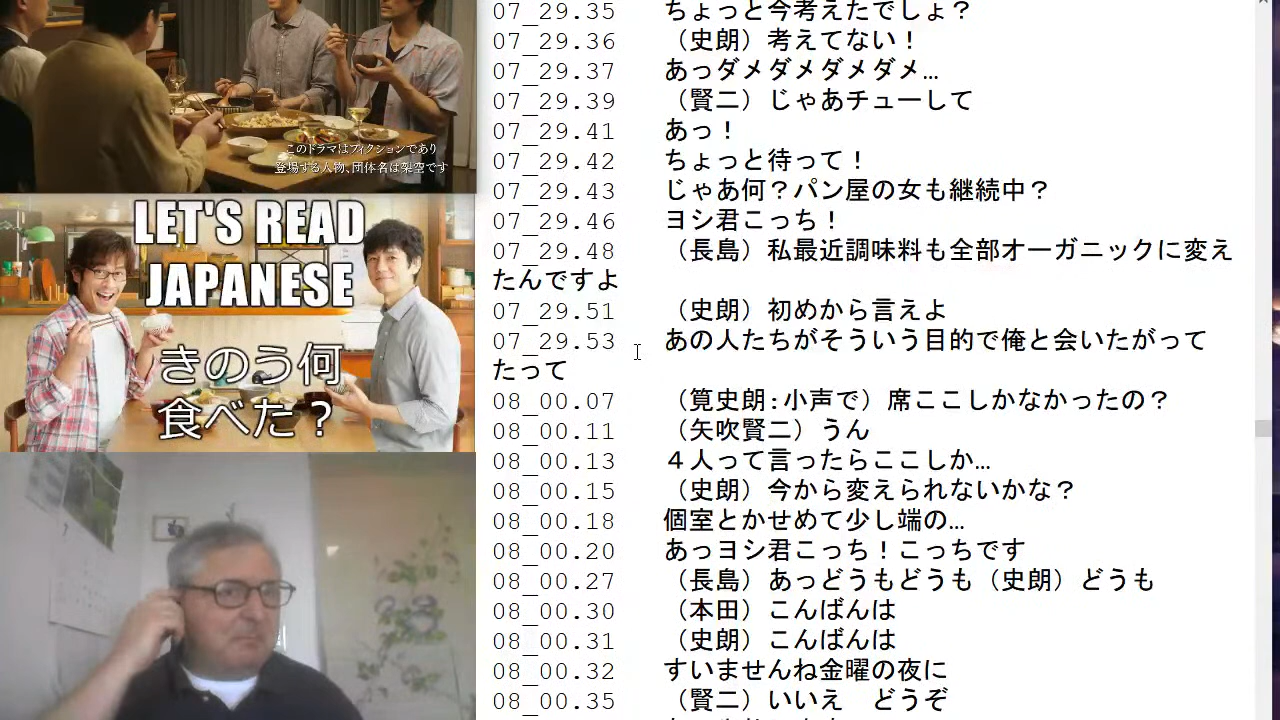 このドラマはフィクションであり
登場する人物、団体名は架空です
LET'S READ
JAPANESE
きのう何
食べた？
07_29.35 ちょっと今考えたでしょ？
07_29.36 （史朗）考えてない！
07_29.37 あっダメダメダメダメ…
07_29.39 （賢二）じゃあチューして
07_29.41 あっ！
07_29.42 ちょっと待って！
07_29.43 じゃあ何？パン屋の女も継続中？
07_29.46 ヨシ君こっち！
07_29.48 （長島）私最近調味料も全部オーガニックに変え
たんですよ
07_29.51 （史朗）初めから言えよ
07_29.53 あの人たちがそういう目的で俺と会いたがって
たって
08_00.07 （筧史朗:小声で）席ここしかなかったの？
08_00.11 （矢吹賢二）うん
08_00.13 ４人って言ったらここしか…
08_00.15 （史朗）今から変えられないかな？
08_00.18 個室とかせめて少し端の…
08_00.20 あっヨシ君こっち！こっちです
08_00.27 （長島）あっどうもどうも（史朗）どうも
08_00.30 （本田）こんばんは
08_00.31 （史朗）こんばんは
08_00.32 すいませんね金曜の夜に
08_00.35 （賢二）いいえ　どうぞ